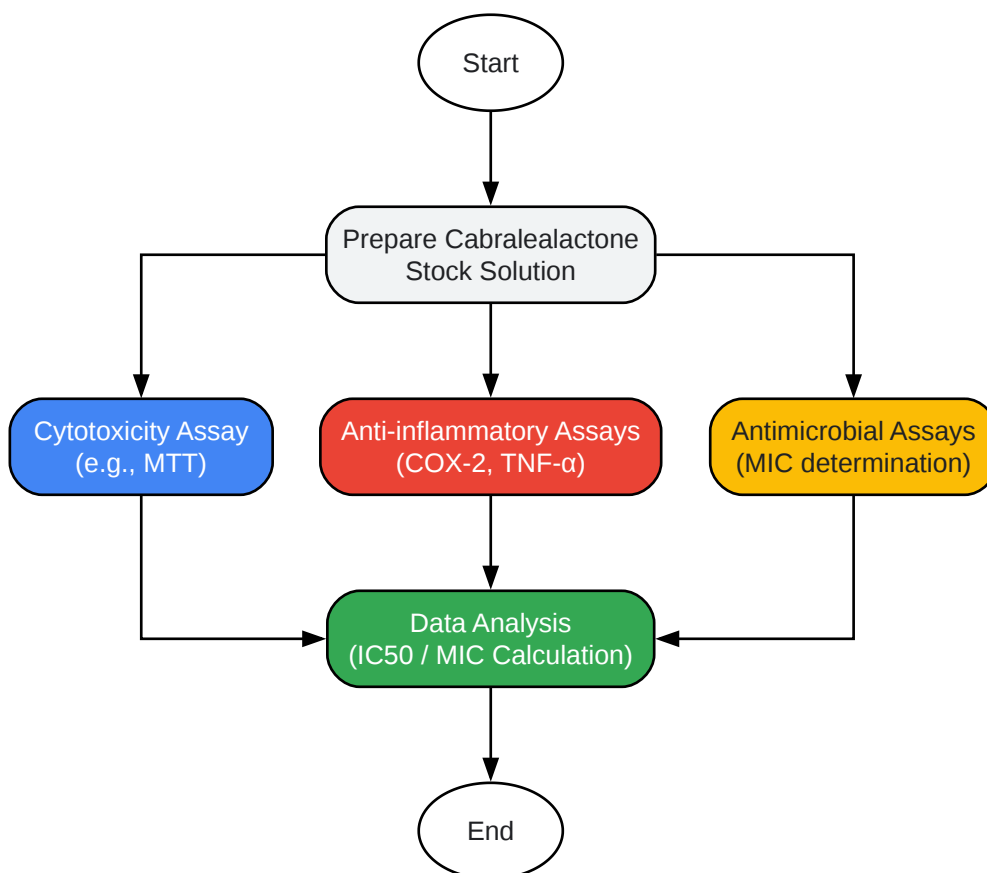 Start
Prepare Cabralealactone
Stock Solution
Cytotoxicity Assay
(e.g., MTT)
Anti-inflammatory Assays
(COX-2, TNF-α)
Antimicrobial Assays
(MIC determination)
Data Analysis
(IC50 / MIC Calculation)
End